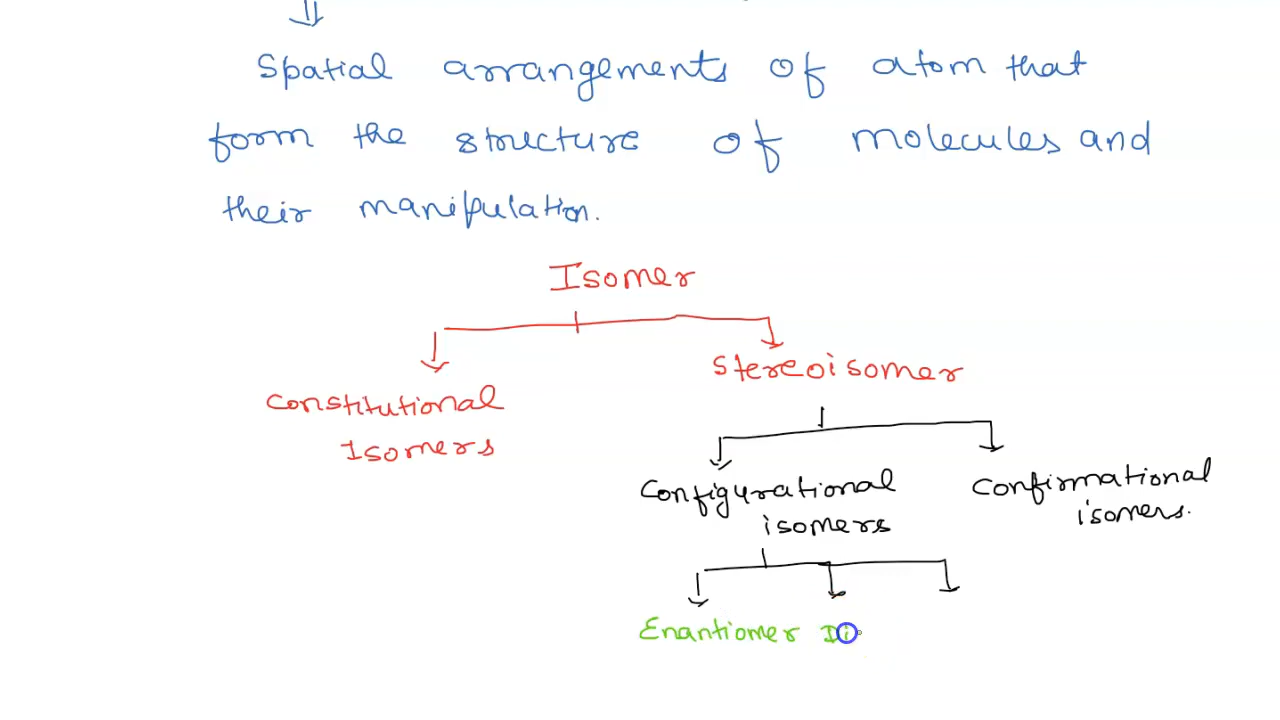 Spatial arrangements of atom that
form the structure of molecules and
their manipulation.
Isomer
Stereoisomer
Constitutional
Isomers
Configurational
isomers
Confirmational
isomers.
Enantiomer Di